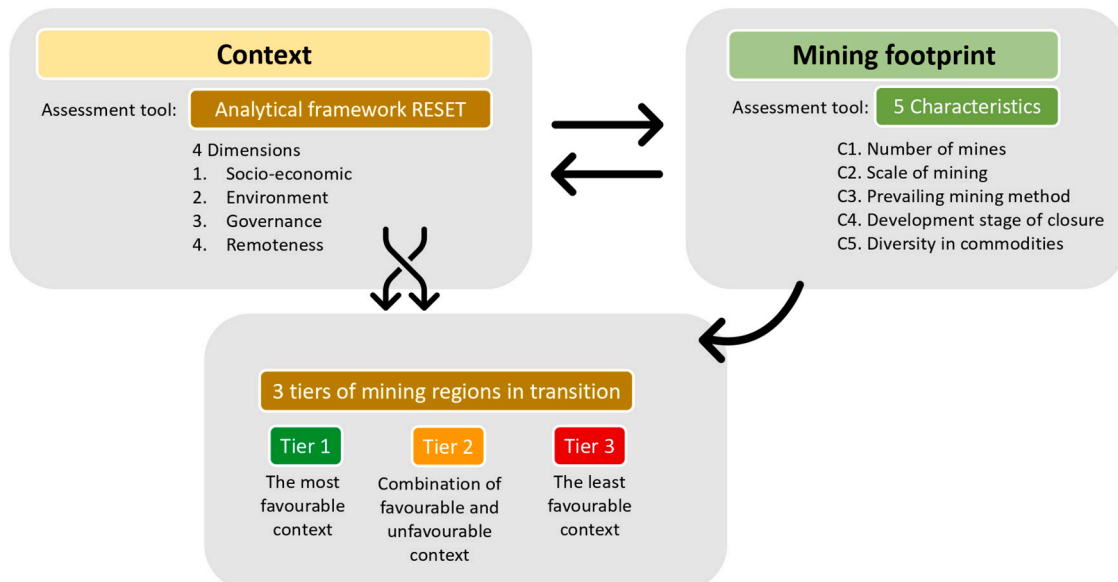 Context
Assessment tool:
Analytical framework RESET
4 Dimensions
1. Socio-economic
2. Environment
3. Governance
4. Remoteness
Mining footprint
Assessment tool:
5 Characteristics
C1. Number of mines
C2. Scale of mining
C3. Prevailing mining method
C4. Development stage of closure
C5. Diversity in commodities
3 tiers of mining regions in transition
Tier 1
The most
favourable
context
Tier 2
Combination of
favourable and
unfavourable
context
Tier 3
The least
favourable
context